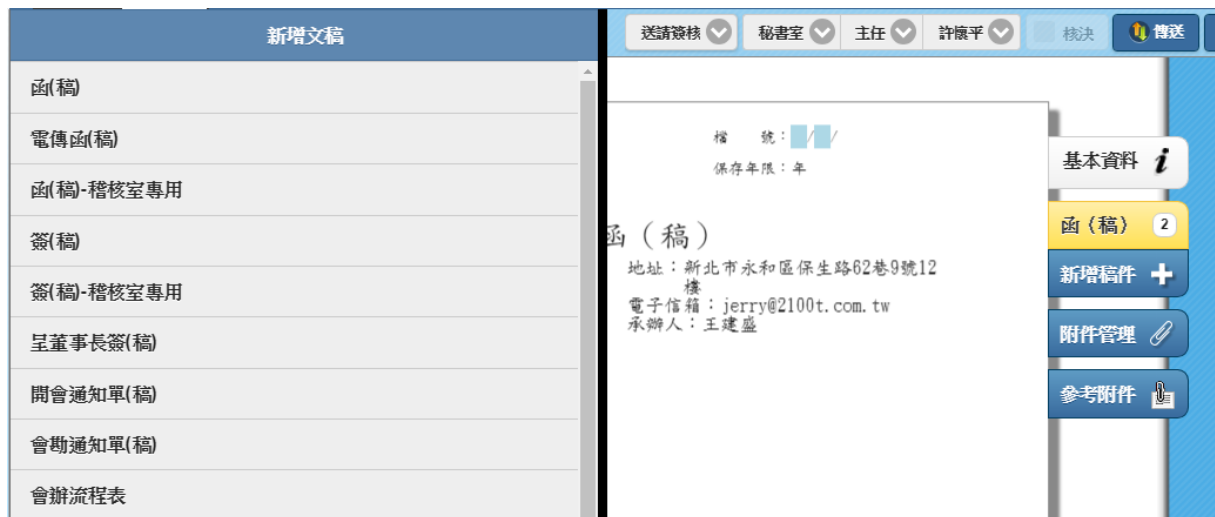 新增文稿
函(稿)
電傳函(稿)
函(稿)-稽核室專用
簽(稿)
簽(稿)-稽核室專用
呈董事長簽(稿)
開會通知單(稿)
會勘通知單(稿)
會辦流程表
送請簽核 秘書室 主任 許懷平 核決 傳送
檔 號：/ /
保存年限：年
函（稿）
地址：新北市永和區保生路62巷9號12
樓
電子信箱：jerry@2100t.com.tw
承辦人：王建盛
基本資料
函（稿） 2
新增稿件
附件管理
參考附件